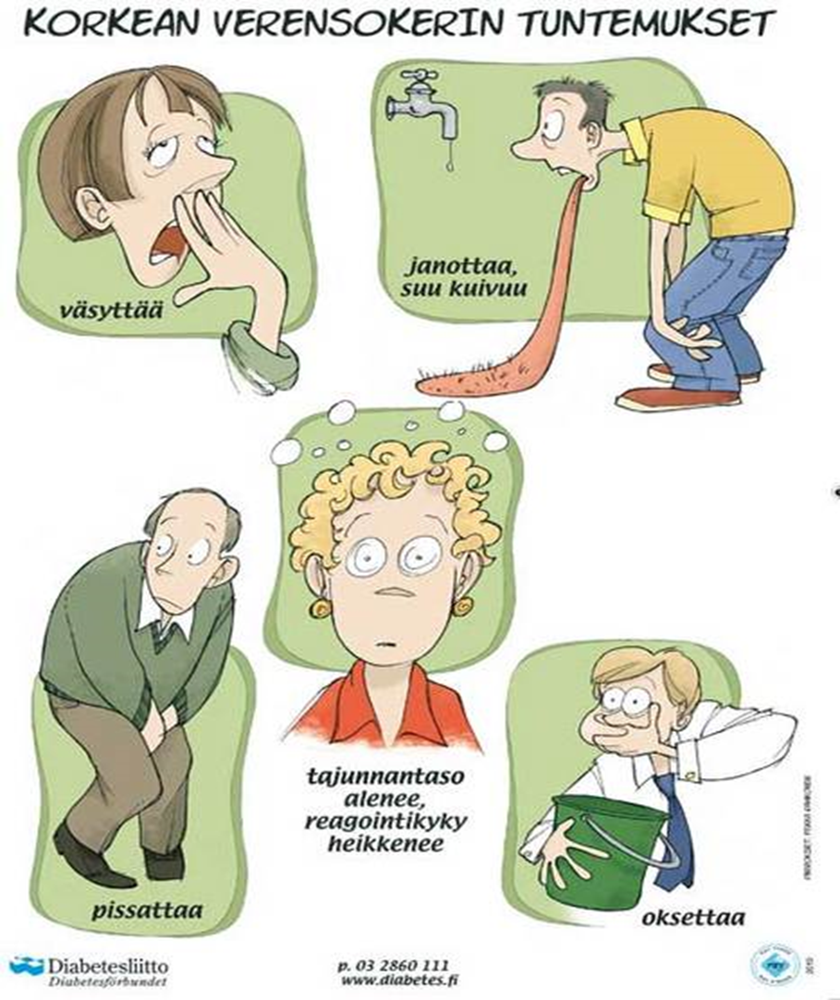 KORKEAN VERENSOKERIN TUNTEMUKSET
väsyttää
janottaa,
suu kuivuu
tajunnantaso
alenee,
reagointikyky
heikkenee
pissattaa
oksettaa
Diabetesliitto
Diabetesförbundet
p. 03 2860 111
www.diabetes.fi
2010